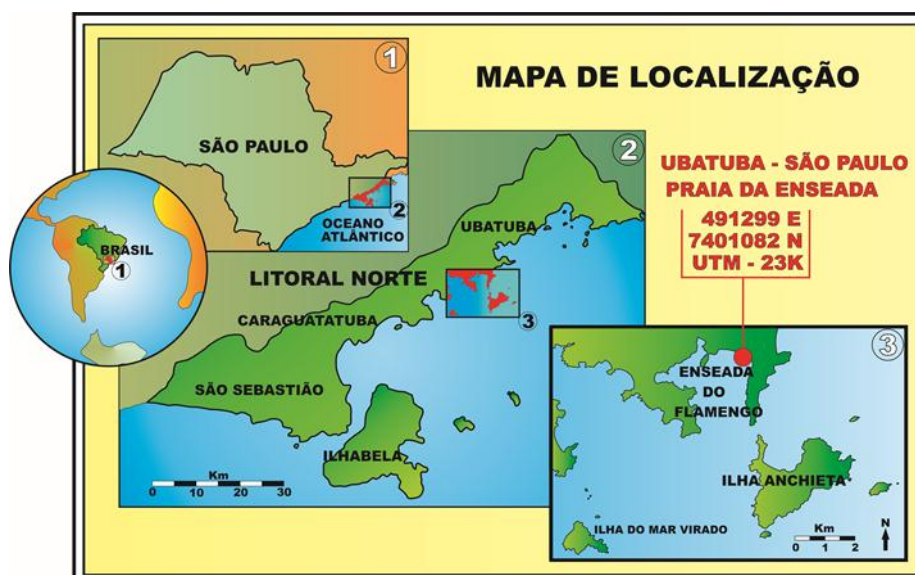 MAPA DE LOCALIZAÇÃO
1
SÃO PAULO
2
OCEANO
ATLÂNTICO
BRASIL
1
2
UBATUBA
LITORAL NORTE
3
CARAGUATATUBA
SÃO SEBASTIÃO
ILHABELA
Km
0 10 20 30
UBATUBA - SÃO PAULO
PRAIA DA ENSEADA
491299 E
7401082 N
UTM - 23K
3
ENSEADA
DO
FLAMENGO
ILHA ANCHIETA
ILHA DO MAR VIRADO
Km
0 1 2
N